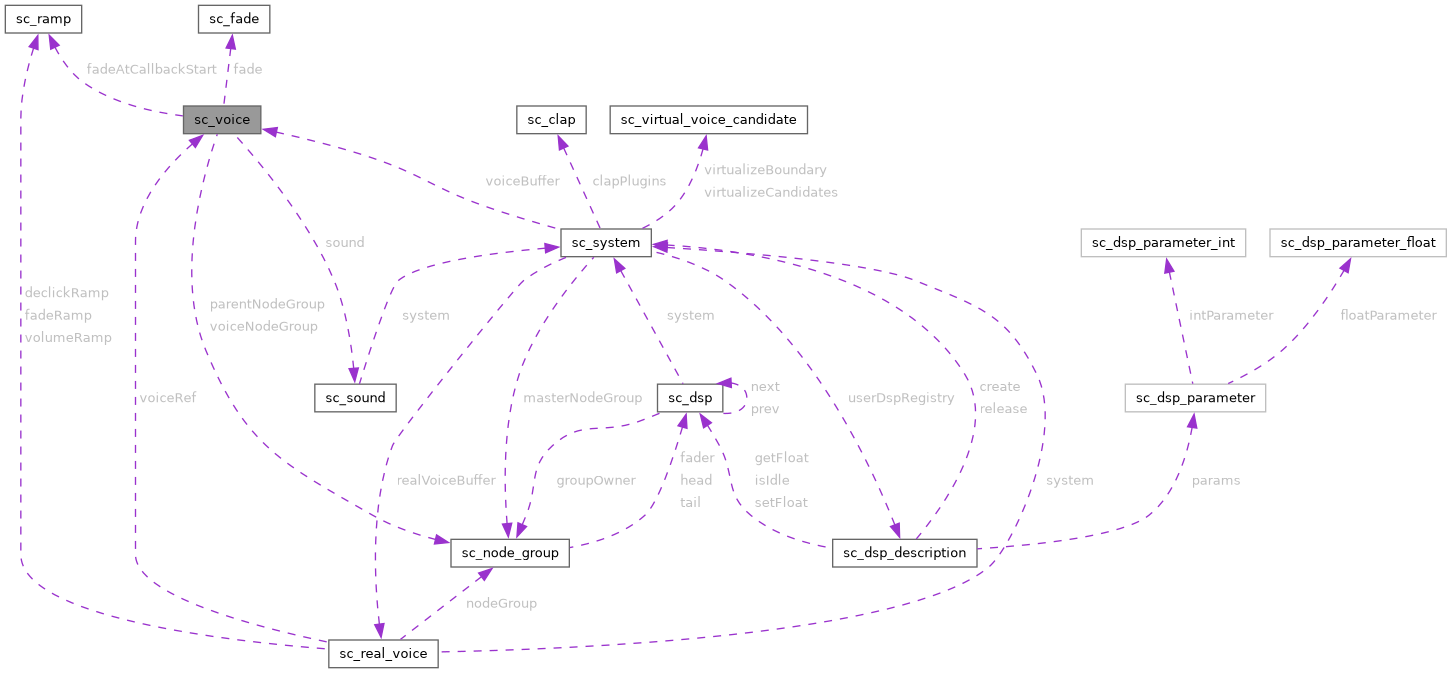 sc_ramp
sc_fade
fadeAtCallbackStart
fade
sc_voice
sc_clap
sc_virtual_voice_candidate
voiceBuffer
clapPlugins
virtualizeBoundary
virtualizeCandidates
sound
sc_system
sc_dsp_parameter_int
sc_dsp_parameter_float
declickRamp
fadeRamp
volumeRamp
parentNodeGroup
voiceNodeGroup
system
system
intParameter
floatParameter
voiceRef
sc_sound
masterNodeGroup
sc_dsp
next
prev
userDspRegistry
create
release
sc_dsp_parameter
realVoiceBuffer
groupOwner
fader
head
tail
getFloat
isIdle
setFloat
system
params
sc_node_group
sc_dsp_description
nodeGroup
sc_real_voice